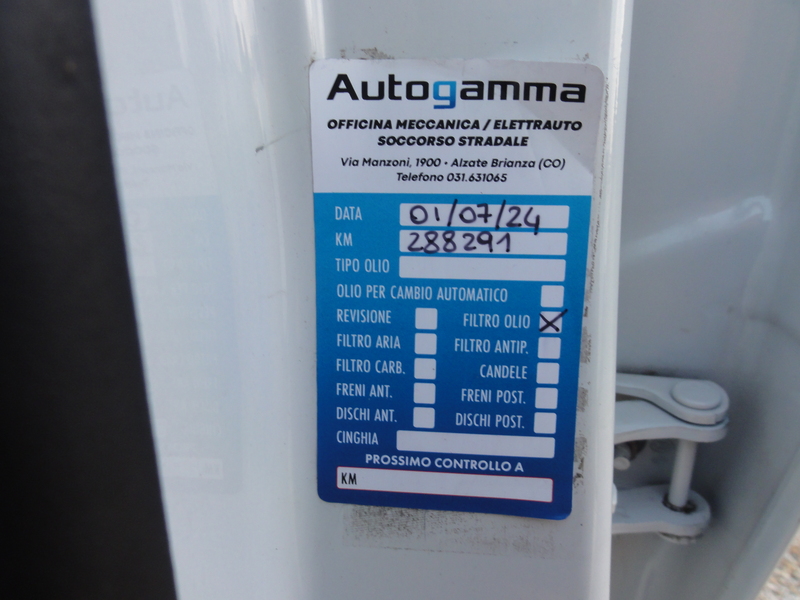 Autogamma
OFFICINA MECCANICA / ELETTRAUTO
SOCCORSO STRADALE
Via Manzoni, 1900 • Alzate Brianza (CO)
Telefono 031.631065
DATA 01/07/24
KM 288291
TIPO OLIO
OLIO PER CAMBIO AUTOMATICO
REVISIONE FILTRO OLIO X
FILTRO ARIA FILTRO ANTIP.
FILTRO CARB. CANDELE
FRENI ANT. FRENI POST.
DISCHI ANT. DISCHI POST.
CINGHIA
PROSSIMO CONTROLLO A
KM